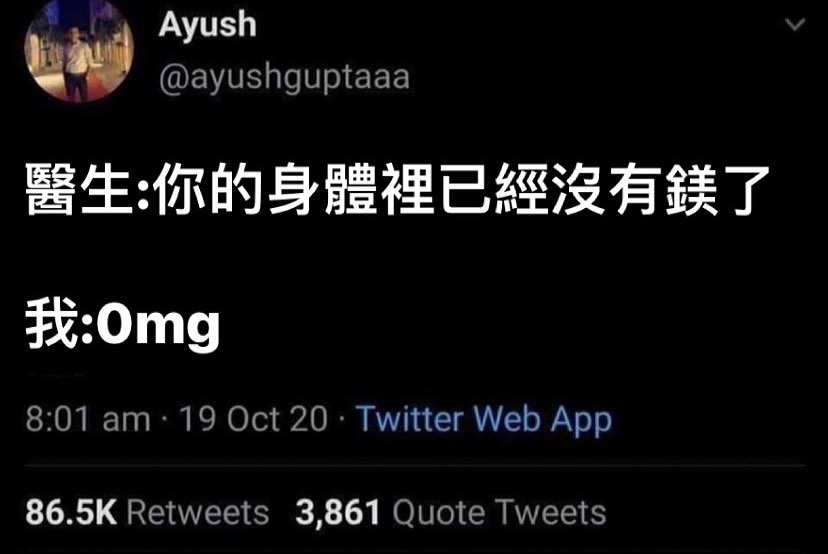 Ayush
@ayushguptaaa
醫生:你的身體裡已經沒有鎂了
我:0mg
8:01 am · 19 Oct 20 · Twitter Web App
86.5K Retweets 3,861 Quote Tweets